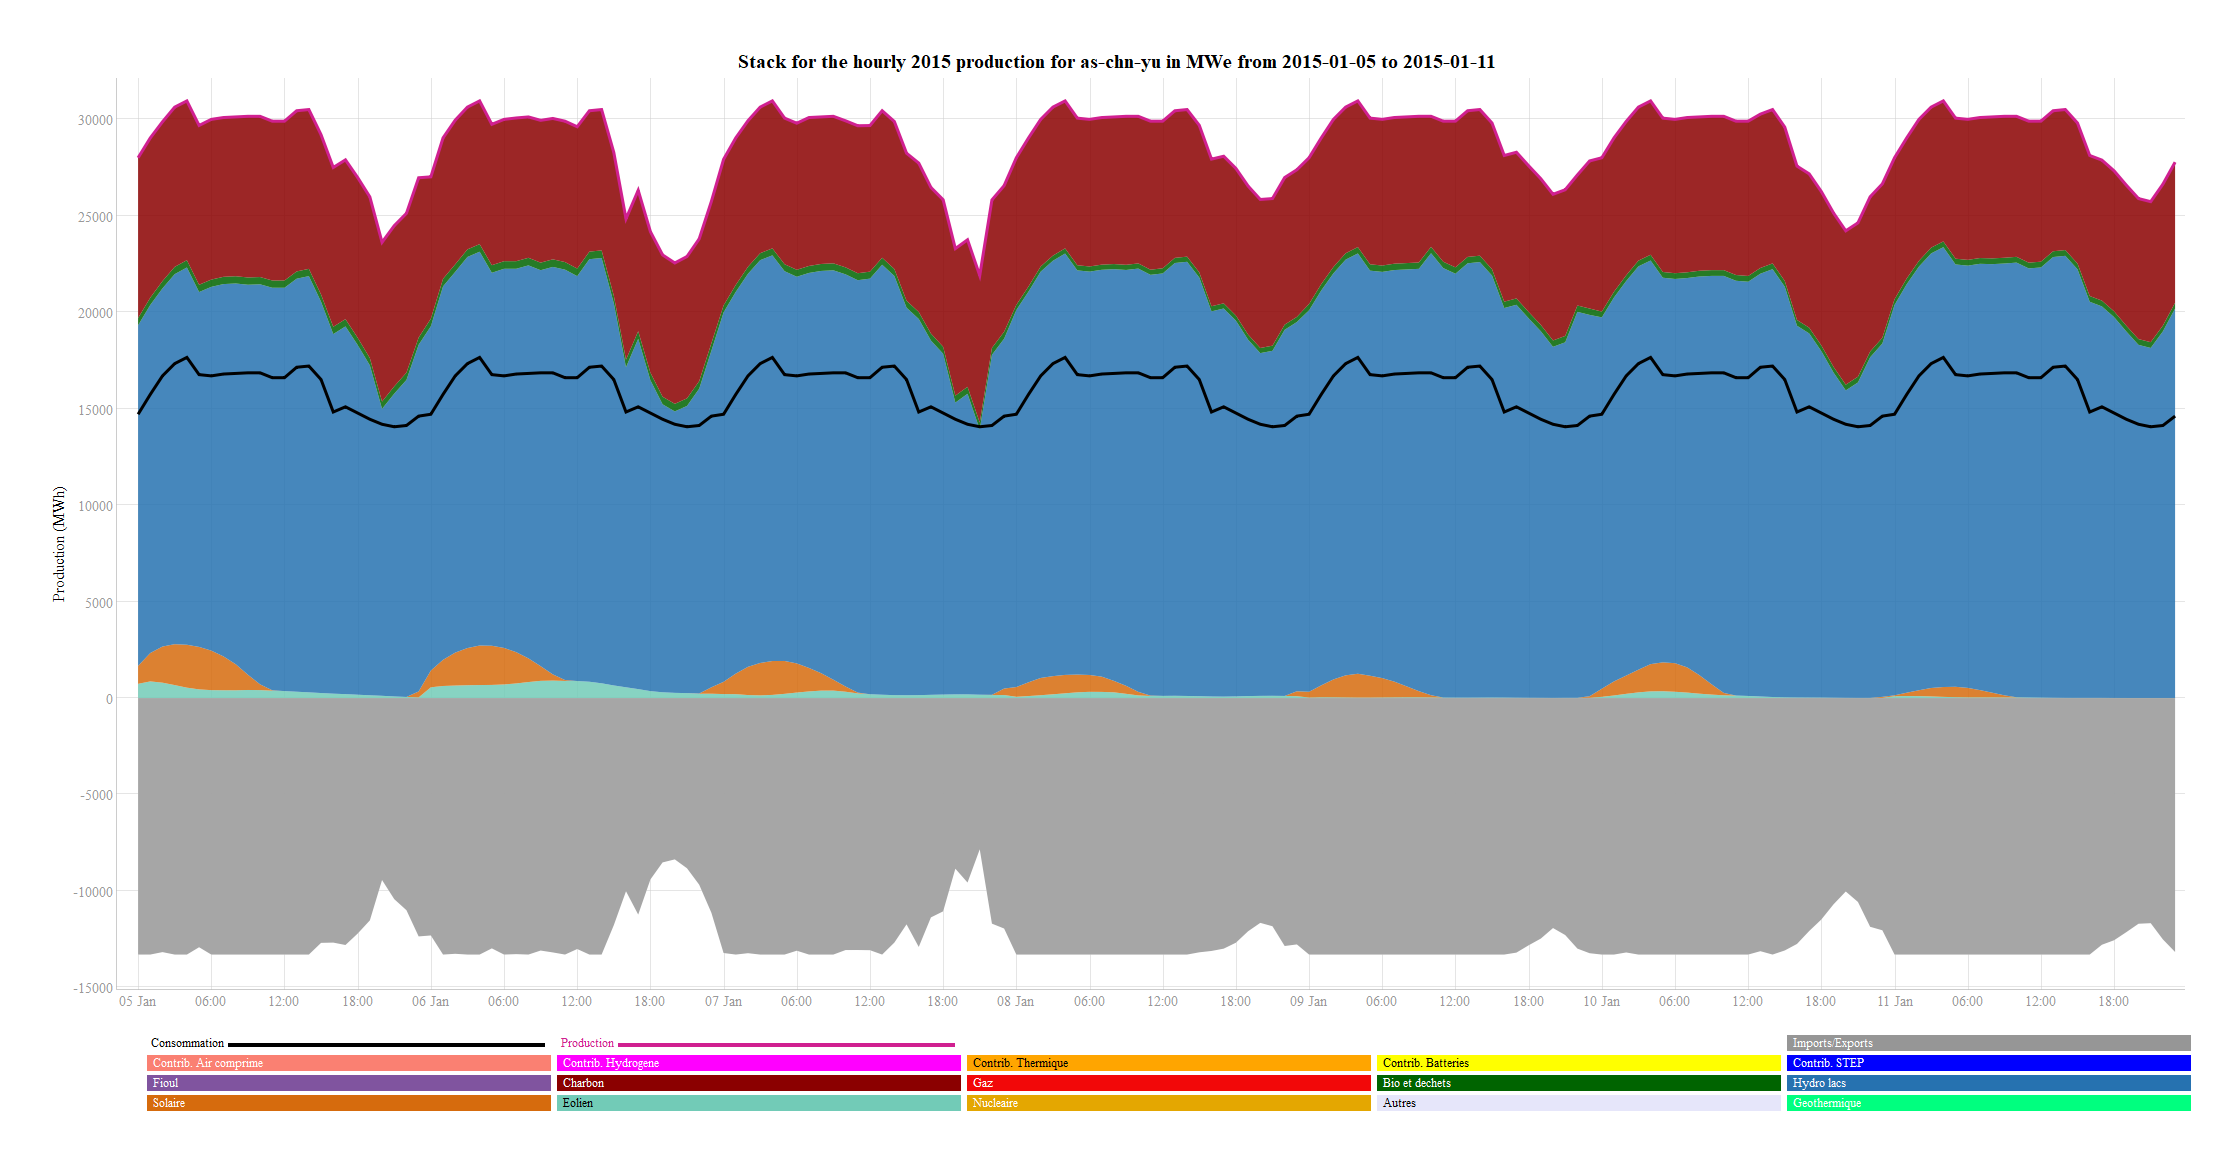 Stack for the hourly 2015 production for as-chn-yu in MWe from 2015-01-05 to 2015-01-11
Production (MWh)
30000
25000
20000
15000
10000
5000
0
-5000
-10000
-15000
05 Jan 06:00 12:00 18:00 06 Jan 06:00 12:00 18:00 07 Jan 06:00 12:00 18:00 08 Jan 06:00 12:00 18:00 09 Jan 06:00 12:00 18:00 10 Jan 06:00 12:00 18:00 11 Jan 06:00 12:00 18:00
Consommation Production Imports/Exports
Contrib. Air comprime Contrib. Hydrogene Contrib. Thermique Contrib. Batteries Contrib. STEP
Fioul Charbon Gaz Bio et dechets Hydro lacs
Solaire Eolien Nucleaire Autres Geothermique